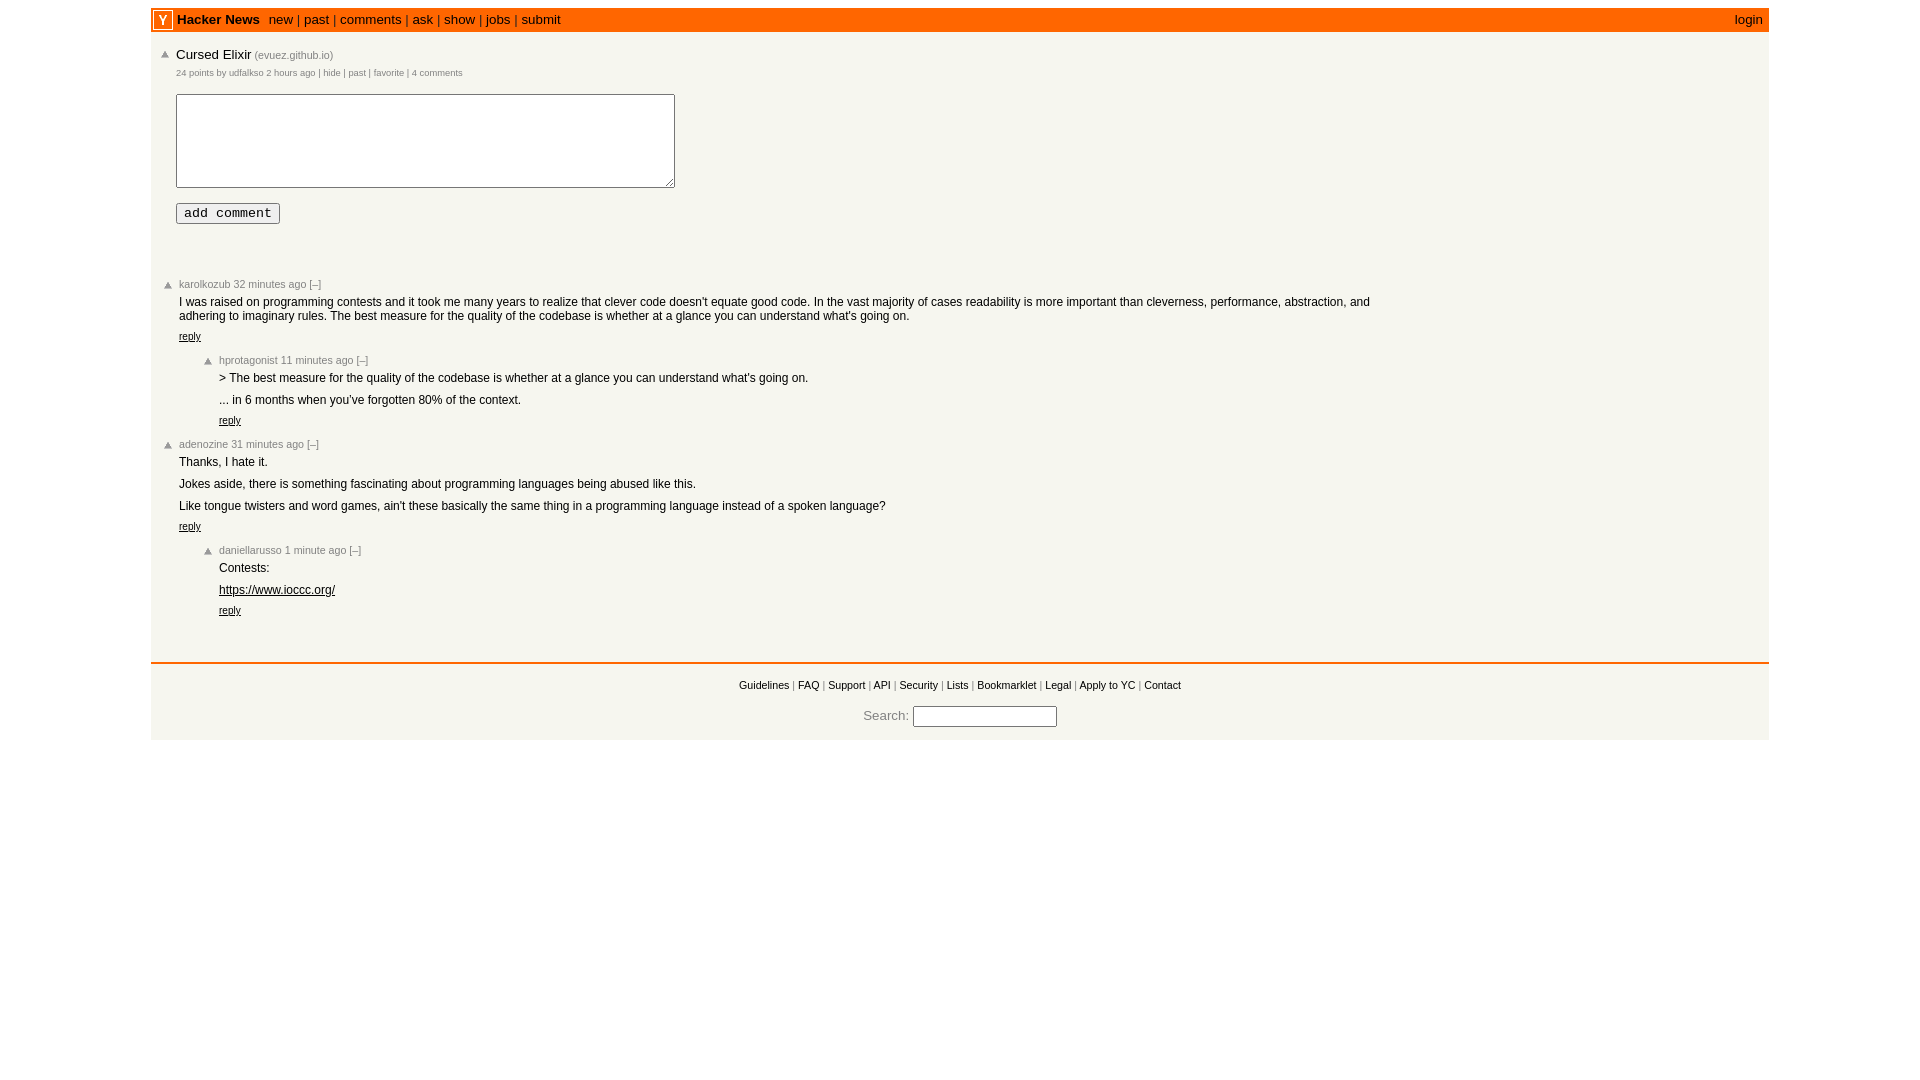 Y Hacker News new | past | comments | ask | show | jobs | submit login
Cursed Elixir (evuez.github.io)
24 points by udfalkso 2 hours ago | hide | past | favorite | 4 comments
add comment
karolkozub 32 minutes ago [–]
I was raised on programming contests and it took me many years to realize that clever code doesn't equate good code. In the vast majority of cases readability is more important than cleverness, performance, abstraction, and
adhering to imaginary rules. The best measure for the quality of the codebase is whether at a glance you can understand what's going on.
reply
hprotagonist 11 minutes ago [–]
> The best measure for the quality of the codebase is whether at a glance you can understand what's going on.
... in 6 months when you’ve forgotten 80% of the context.
reply
adenozine 31 minutes ago [–]
Thanks, I hate it.
Jokes aside, there is something fascinating about programming languages being abused like this.
Like tongue twisters and word games, ain't these basically the same thing in a programming language instead of a spoken language?
reply
daniellarusso 1 minute ago [–]
Contests:
https://www.ioccc.org/
reply
Guidelines | FAQ | Support | API | Security | Lists | Bookmarklet | Legal | Apply to YC | Contact
Search: